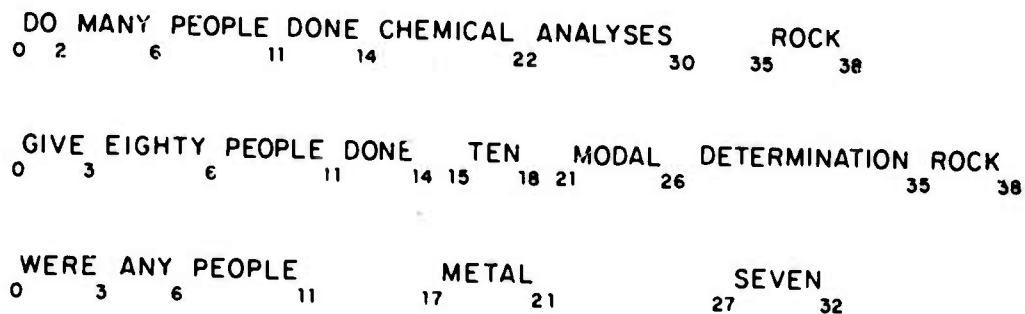 DO MANY PEOPLE DONE CHEMICAL ANALYSES ROCK
0 2 6 11 14 22 30 35 38
GIVE EIGHTY PEOPLE DONE TEN MODAL DETERMINATION ROCK
0 3 6 11 14 15 18 21 26 35 38
WERE ANY PEOPLE METAL SEVEN
0 3 6 11 17 21 27 32